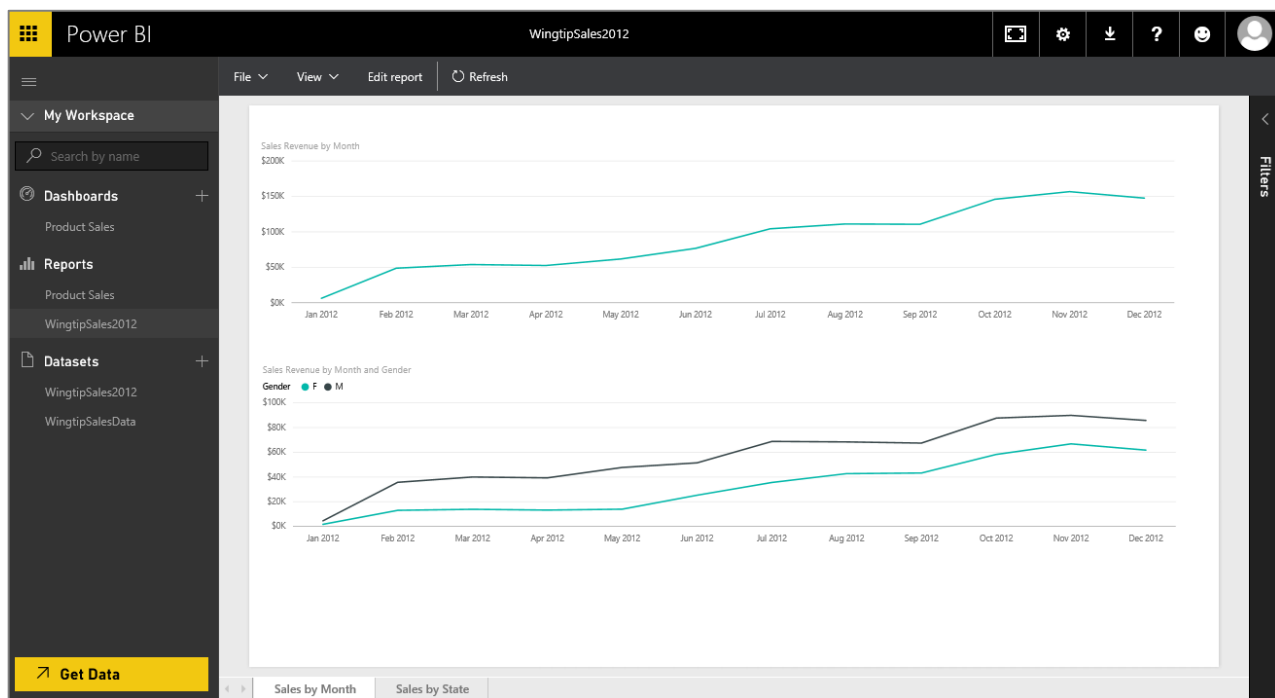 Power BI
WingtipSales2012
?
My Workspace
Search by name
Dashboards
Product Sales
Reports
Product Sales
WingtipSales2012
Datasets
WingtipSales2012
WingtipSalesData
Get Data
File View Edit report Refresh
Sales Revenue by Month
$200K
$150K
$100K
$50K
$0K
Jan 2012 Feb 2012 Mar 2012 Apr 2012 May 2012 Jun 2012 Jul 2012 Aug 2012 Sep 2012 Oct 2012 Nov 2012 Dec 2012
Sales Revenue by Month and Gender
Gender F M
$100K
$80K
$60K
$40K
$20K
$0K
Jan 2012 Feb 2012 Mar 2012 Apr 2012 May 2012 Jun 2012 Jul 2012 Aug 2012 Sep 2012 Oct 2012 Nov 2012 Dec 2012
Filters
Sales by Month Sales by State